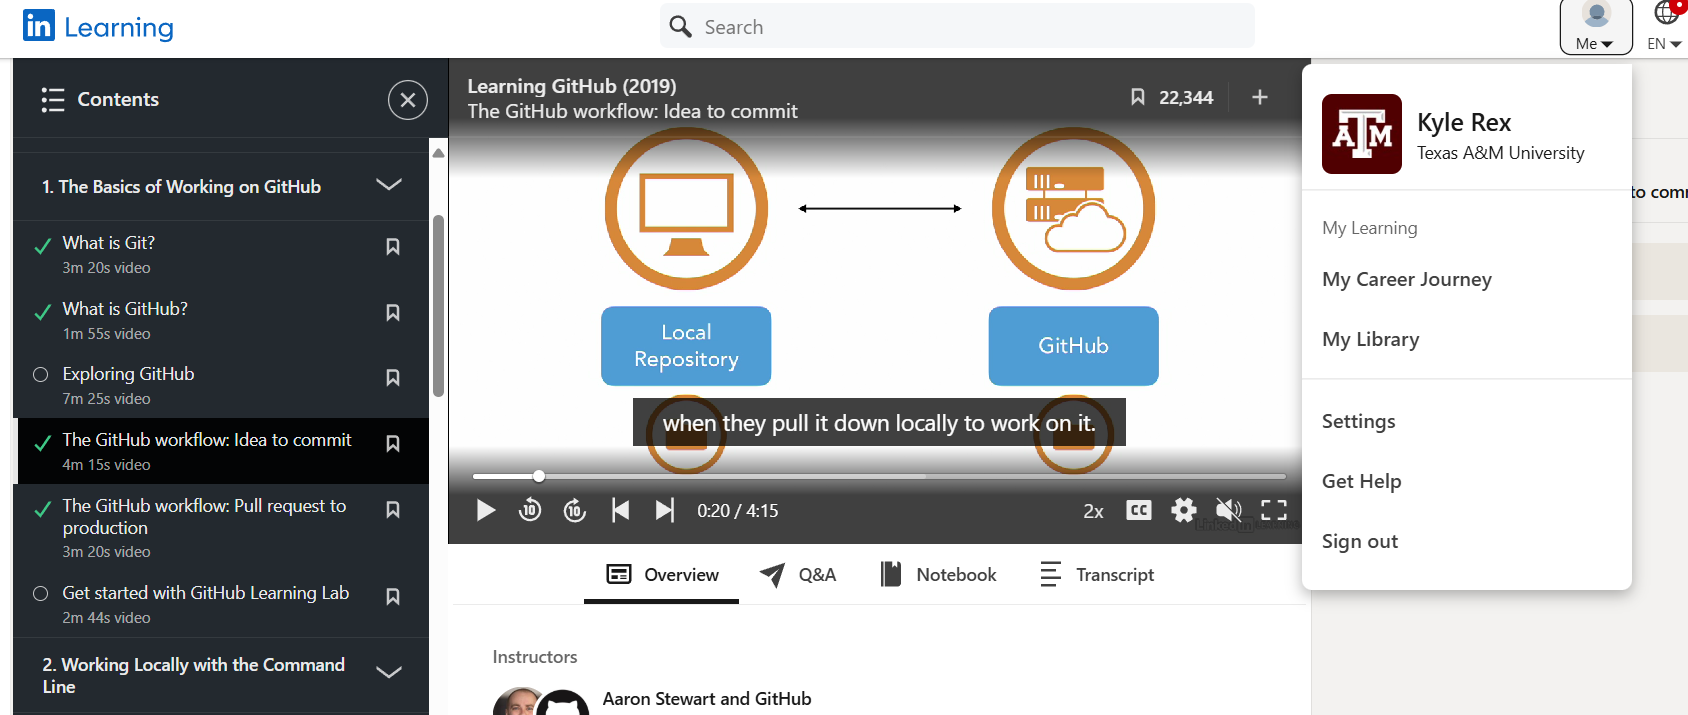 in Learning
Search
Me
EN
Contents
1. The Basics of Working on GitHub
What is Git?
3m 20s video
What is GitHub?
1m 55s video
Exploring GitHub
7m 25s video
The GitHub workflow: Idea to commit
4m 15s video
The GitHub workflow: Pull request to
production
3m 20s video
Get started with GitHub Learning Lab
2m 44s video
2. Working Locally with the Command
Line
Learning GitHub (2019)
The GitHub workflow: Idea to commit
22,344
Local
Repository
GitHub
when they pull it down locally to work on it.
10
10
0:20 / 4:15
2x
CC
Overview
Q&A
Notebook
Transcript
Instructors
Aaron Stewart and GitHub
ATM
Kyle Rex
Texas A&M University
My Learning
My Career Journey
My Library
Settings
Get Help
Sign out
to comm